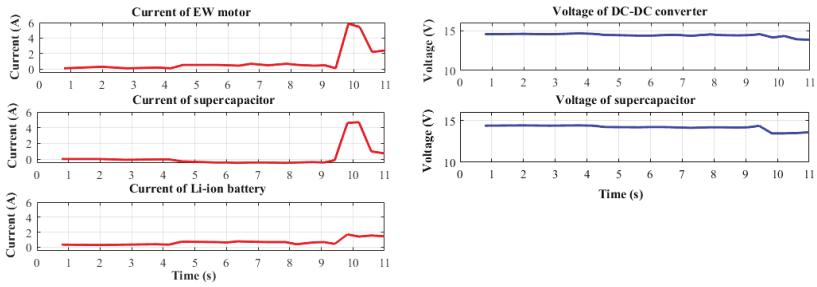 Current of EW motor
Current (A)
6
4
2
0
0 1 2 3 4 5 6 7 8 9 10 11
Current of supercapacitor
Current (A)
6
4
2
0
0 1 2 3 4 5 6 7 8 9 10 11
Current of Li-ion battery
Current (A)
6
4
2
0
0 1 2 3 4 5 6 7 8 9 10 11
Time (s)
Voltage of DC-DC converter
Voltage (V)
15
10
0 1 2 3 4 5 6 7 8 9 10 11
Voltage of supercapacitor
Voltage (V)
15
10
0 1 2 3 4 5 6 7 8 9 10 11
Time (s)